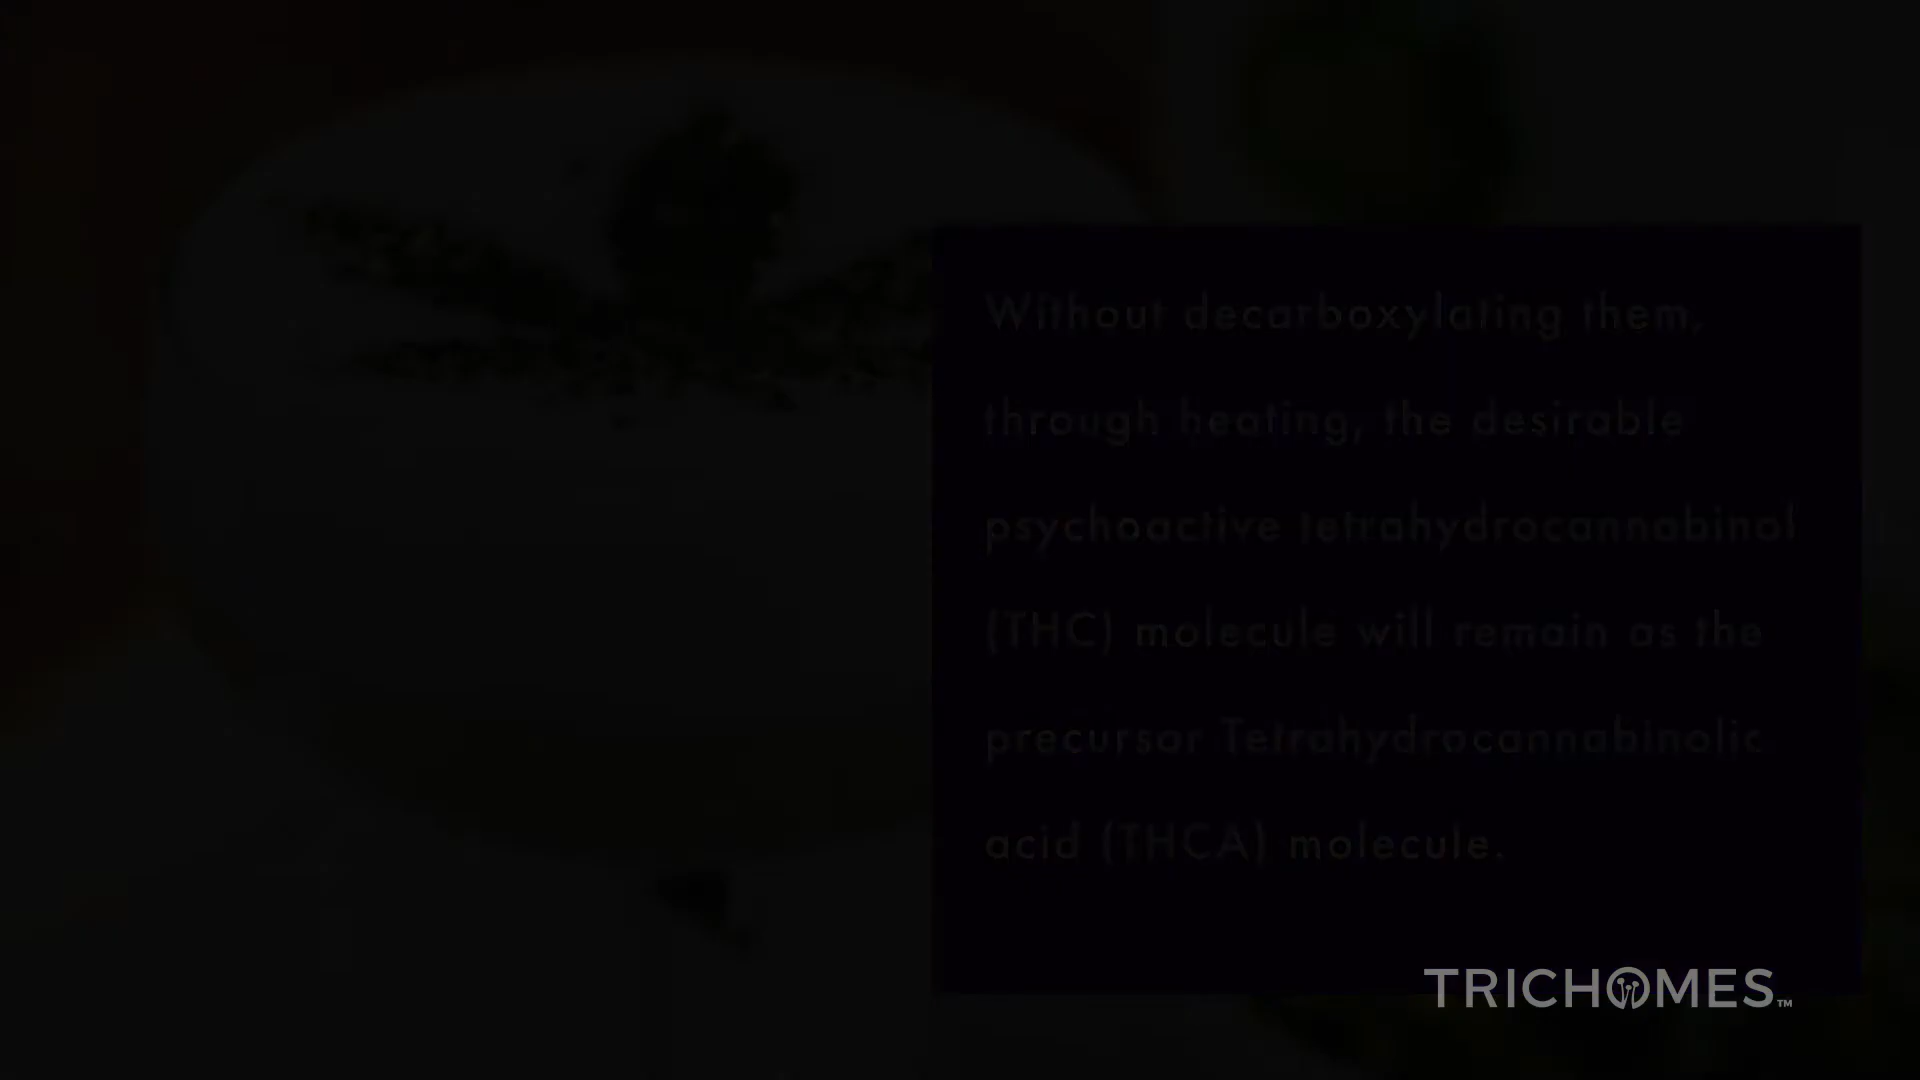 Without decarboxylating them,
through heating, the desirable
psychoactive tetrahydrocannabinol
(THC) molecule will remain as the
precursor Tetrahydrocannabinolic
acid (THCA) molecule.
TRICHOMES™